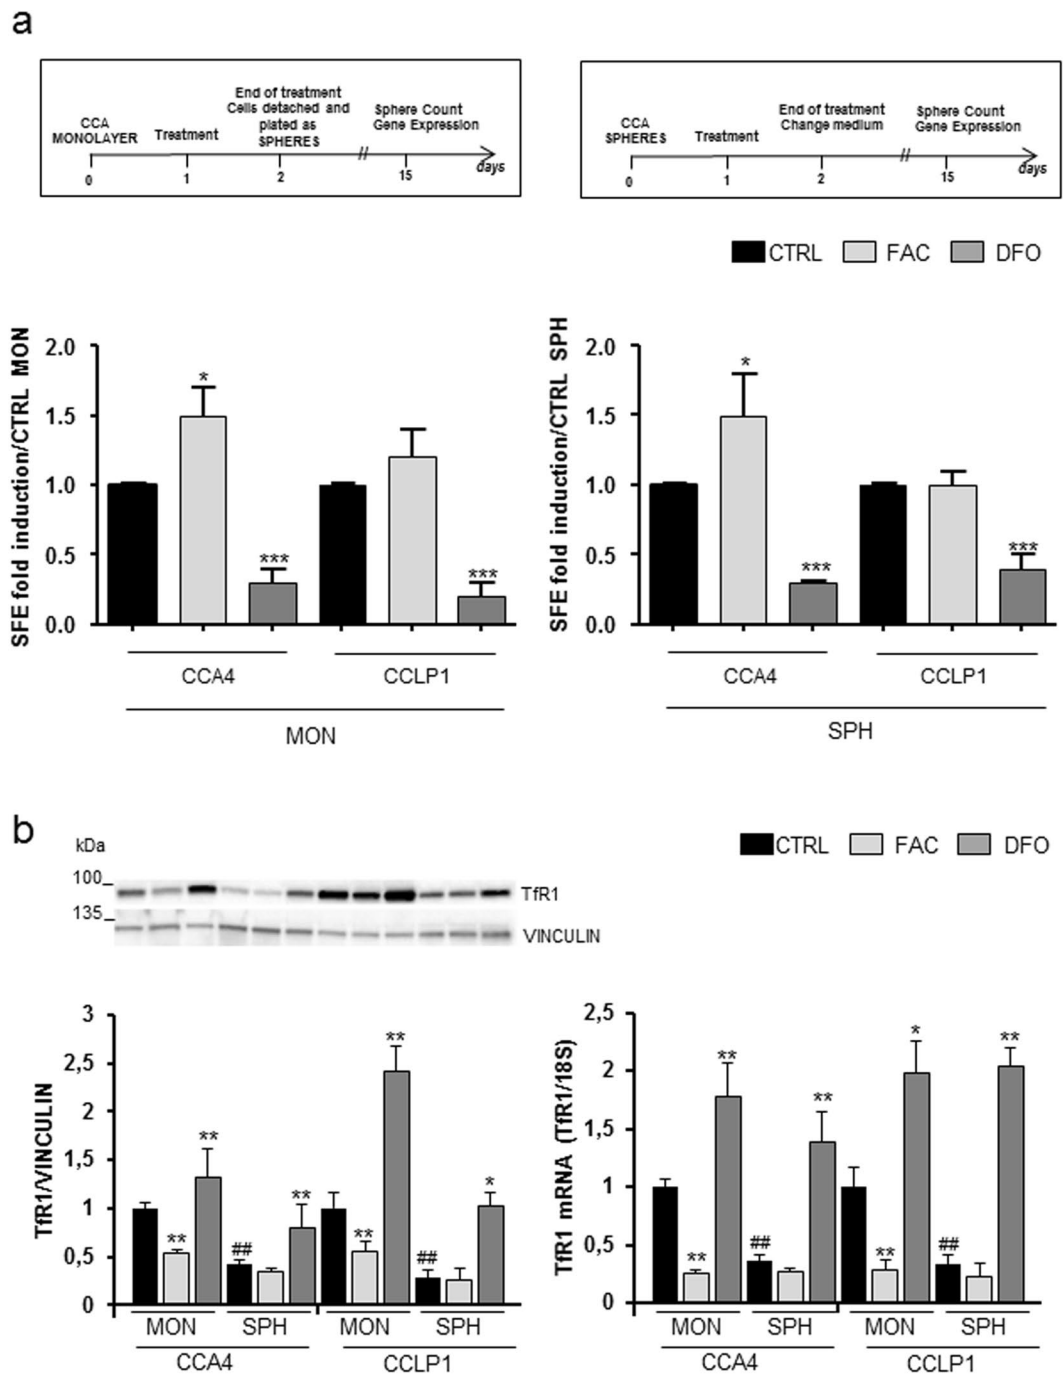 a
CCA
MONOLAYER
Treatment
End of treatment
Cells detached and
plated as
SPHERES
Sphere Count
Gene Expression
0
1
2
//
15
days
CCA
SPHERES
Treatment
End of treatment
Change medium
Sphere Count
Gene Expression
0
1
2
//
15
days
CTRL FAC DFO
SFE fold induction/CTRL MON
2.0
1.5
1.0
0.5
0.0
*
***
***
CCA4 CCLP1
MON
SFE fold induction/CTRL SPH
2.0
1.5
1.0
0.5
0.0
*
***
***
CCA4 CCLP1
SPH
b
CTRL FAC DFO
kDa
100
TfR1
135
VINCULIN
TfR1/VINCULIN
3
2,5
2
1,5
1
0,5
0
**
**
##
**
**
**
##
*
MON SPH MON SPH
CCA4 CCLP1
TfR1 mRNA (TfR1/18S)
2,5
2
1,5
1
0,5
0
**
**
##
**
**
*
##
**
MON SPH MON SPH
CCA4 CCLP1